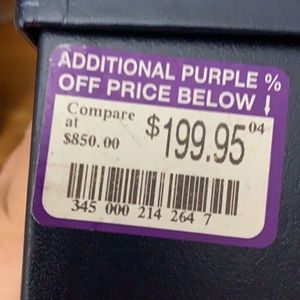 ADDITIONAL PURPLE %
OFF PRICE BELOW ↓
Compare
at
$850.00
$199.95 04
345 000 214 264 7